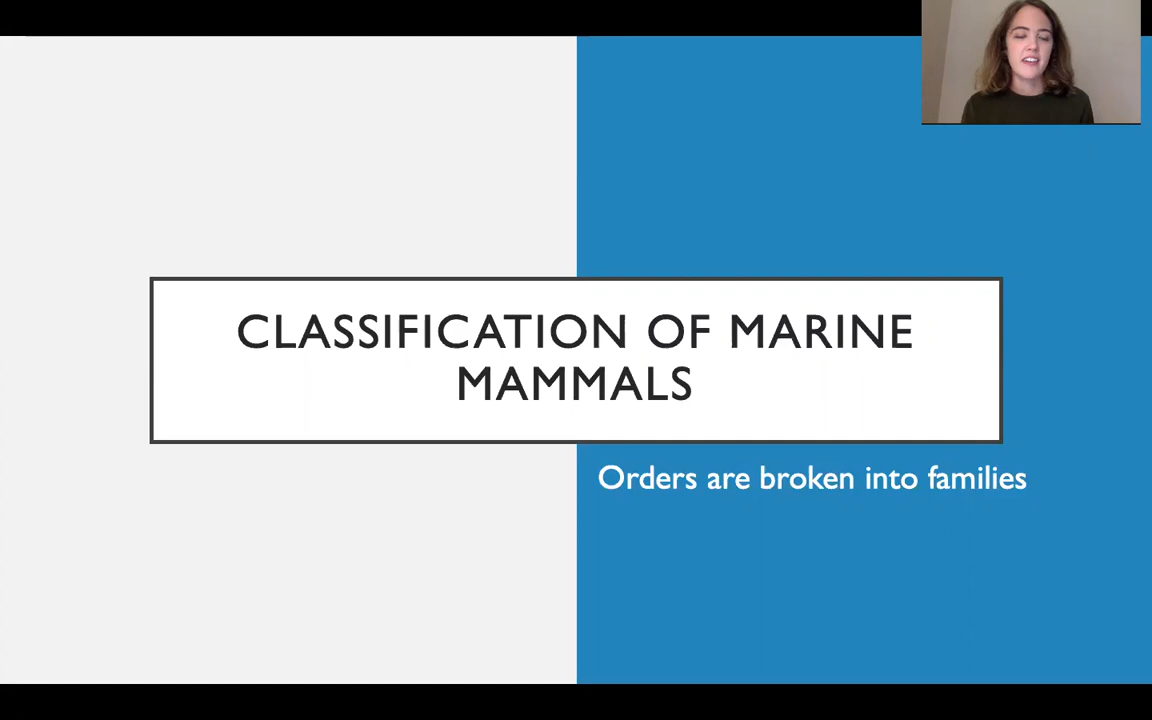 CLASSIFICATION OF MARINE
MAMMALS
Orders are broken into families